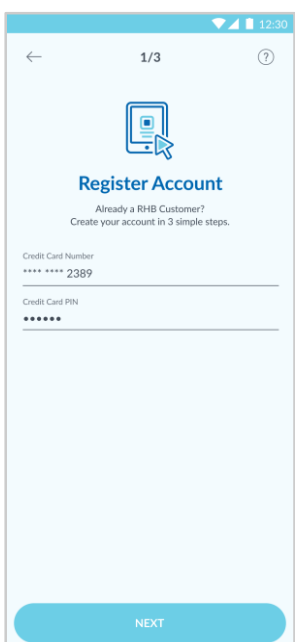 12:30
1/3
?
Register Account
Already a RHB Customer?
Create your account in 3 simple steps.
Credit Card Number
**** **** 2389
Credit Card PIN
••••••
NEXT